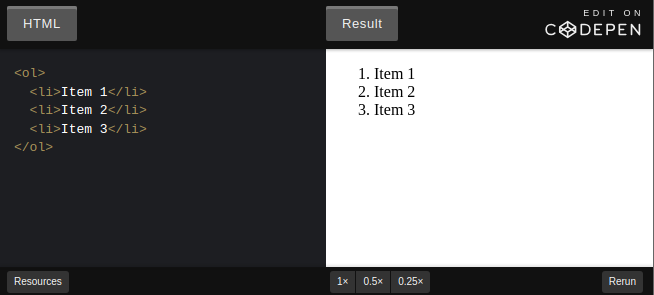 HTML
Result
EDIT ON
CODEPEN
<ol>
<li>Item 1</li>
<li>Item 2</li>
<li>Item 3</li>
</ol>
1. Item 1
2. Item 2
3. Item 3
Resources
1× 0.5× 0.25×
Rerun